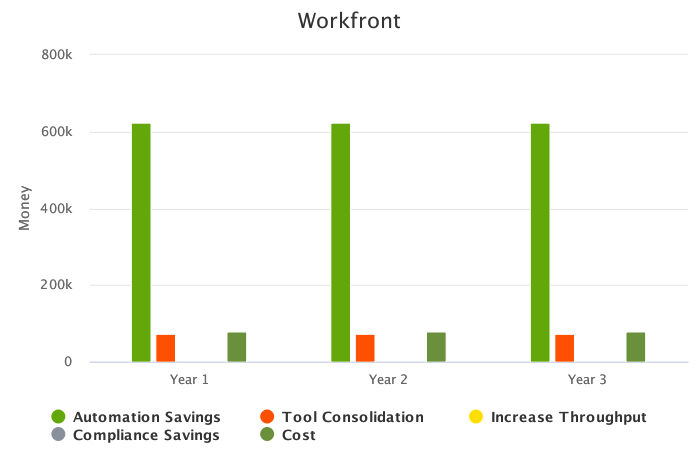 Workfront
800k
600k
400k
200k
0
Money
Year 1
Year 2
Year 3
Automation Savings
Tool Consolidation
Increase Throughput
Compliance Savings
Cost